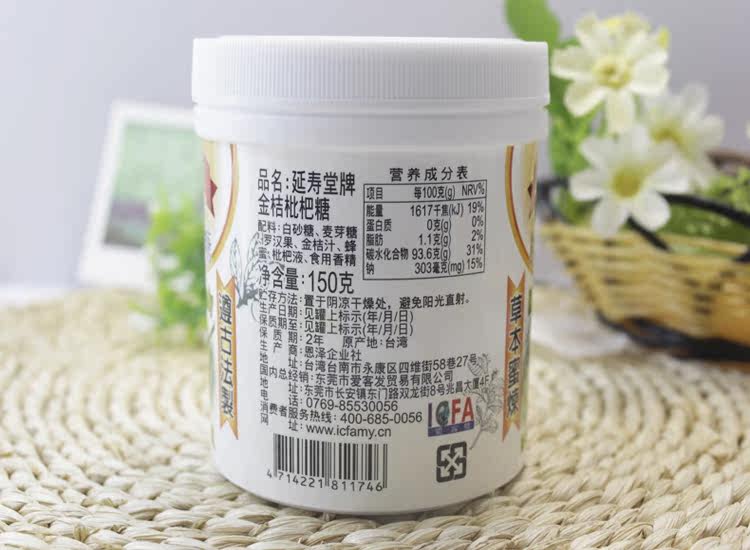 品名:延寿堂牌
金桔枇杷糖
配料:白砂糖、麦芽糖
、罗汉果、金桔汁、蜂
蜜、枇杷液、食用香精
净含量:150克
营养成分表
项目 每100克(g) NRV%
能量 1617千焦(kJ) 19%
蛋白质 0克(g) 0%
脂肪 1.1克(g) 2%
碳水化合物 93.6克(g) 31%
钠 303毫克(mg) 15%
贮存方法:置于阴凉干燥处,避免阳光直射。
生产日期:见罐上标示(年/月/日)
保质期至:见罐上标示(年/月/日)
保质期:2年 原产地:台湾
生产商:恩泽企业社
地址:台湾台南市永康区四维街58巷27号
国内总经销:东莞市爱客发贸易有限公司
地址:东莞市长安镇东门路双龙街8号兆昌大厦4F
电话:0769-85530056
消费者服务热线:400-685-0056
网址:www.icfamy.cn
ICFA
4714221811746
遵古法製
草本蜜煉